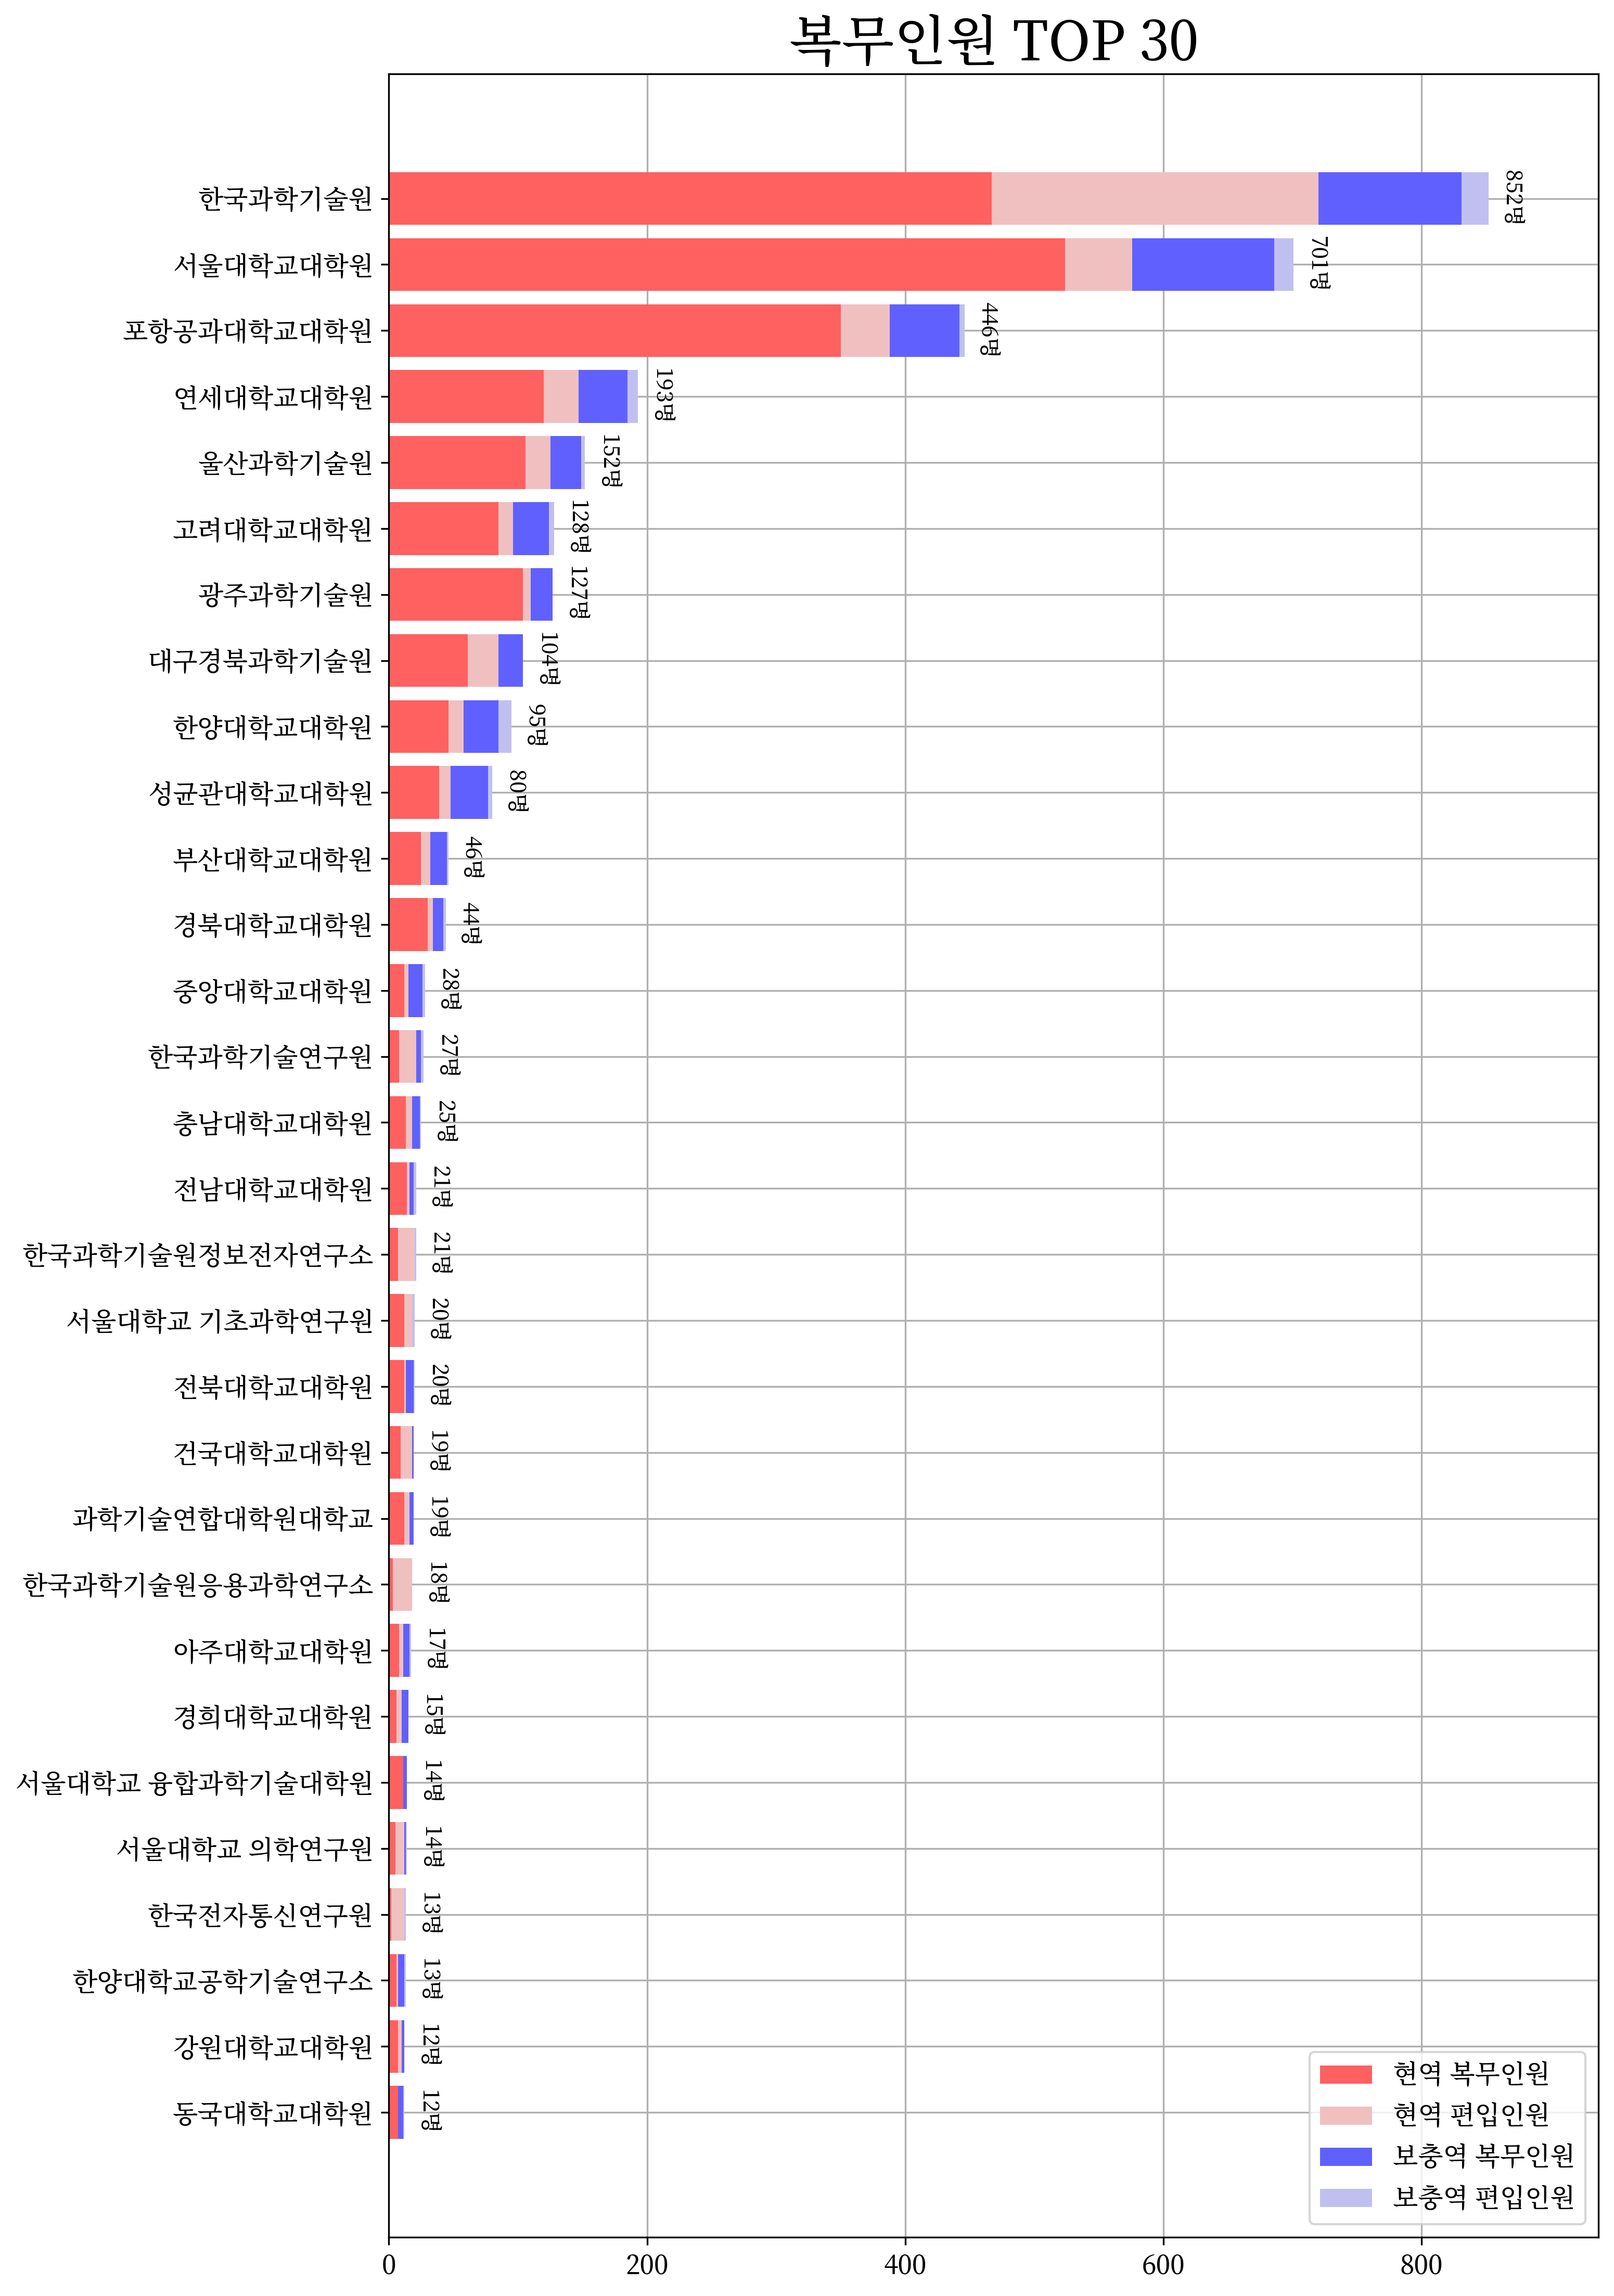 복무인원 TOP 30
한국과학기술원 852명
서울대학교대학원 701명
포항공과대학교대학원 446명
연세대학교대학원 193명
울산과학기술원 152명
고려대학교대학원 128명
광주과학기술원 127명
대구경북과학기술원 104명
한양대학교대학원 95명
성균관대학교대학원 80명
부산대학교대학원 46명
경북대학교대학원 44명
중앙대학교대학원 28명
한국과학기술연구원 27명
충남대학교대학원 25명
전남대학교대학원 21명
한국과학기술원정보전자연구소 21명
서울대학교 기초과학연구원 20명
전북대학교대학원 20명
건국대학교대학원 19명
과학기술연합대학원대학교 19명
한국과학기술원응용과학연구소 18명
아주대학교대학원 17명
경희대학교대학원 15명
서울대학교 융합과학기술대학원 14명
서울대학교 의학연구원 14명
한국전자통신연구원 13명
한양대학교공학기술연구소 13명
강원대학교대학원 12명
동국대학교대학원 12명
현역 복무인원
현역 편입인원
보충역 복무인원
보충역 편입인원
0 200 400 600 800